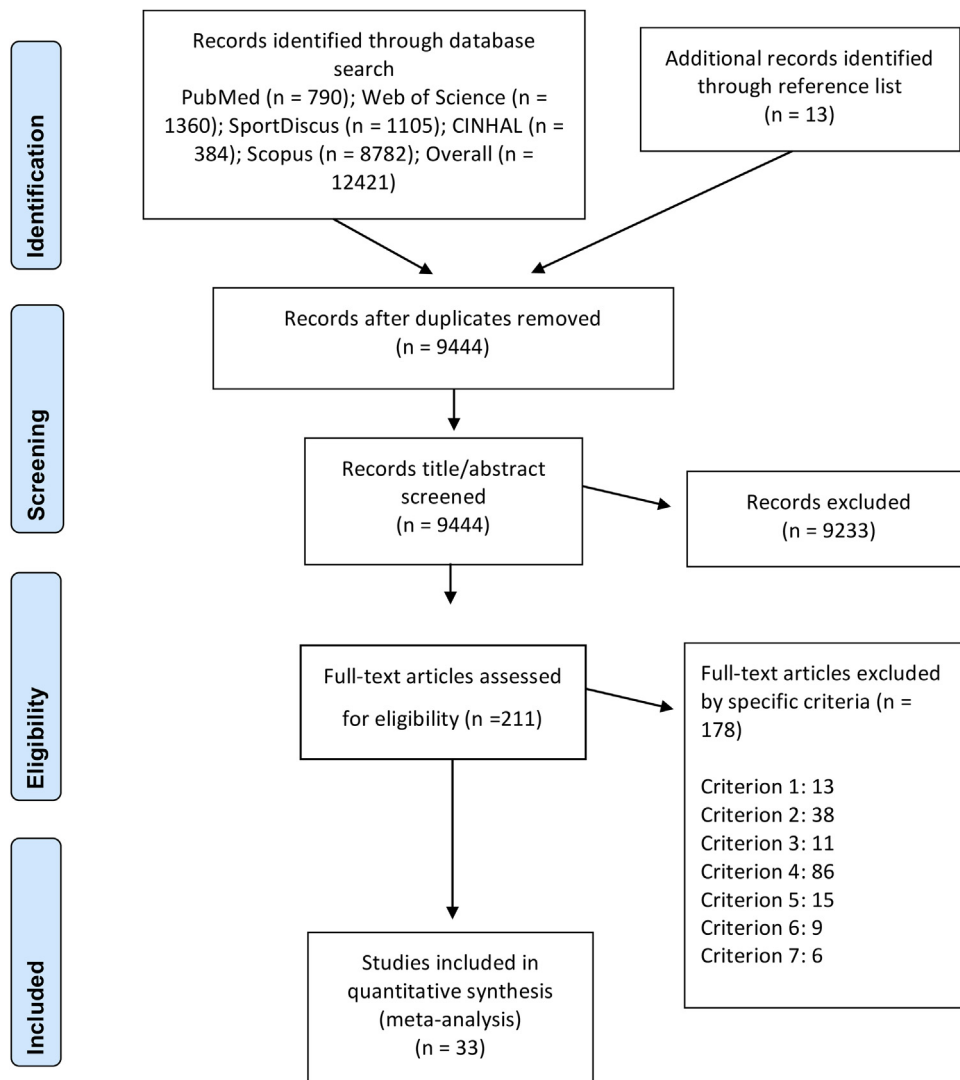 Identification
Records identified through database
search
PubMed (n = 790); Web of Science (n =
1360); SportDiscus (n = 1105); CINHAL (n =
384); Scopus (n = 8782); Overall (n =
12421)
Additional records identified
through reference list
(n = 13)
Records after duplicates removed
(n = 9444)
Screening
Records title/abstract
screened
(n = 9444)
Records excluded
(n = 9233)
Eligibility
Full-text articles assessed
for eligibility (n =211)
Full-text articles excluded
by specific criteria (n =
178)
Criterion 1: 13
Criterion 2: 38
Criterion 3: 11
Criterion 4: 86
Criterion 5: 15
Criterion 6: 9
Criterion 7: 6
Included
Studies included in
quantitative synthesis
(meta-analysis)
(n = 33)